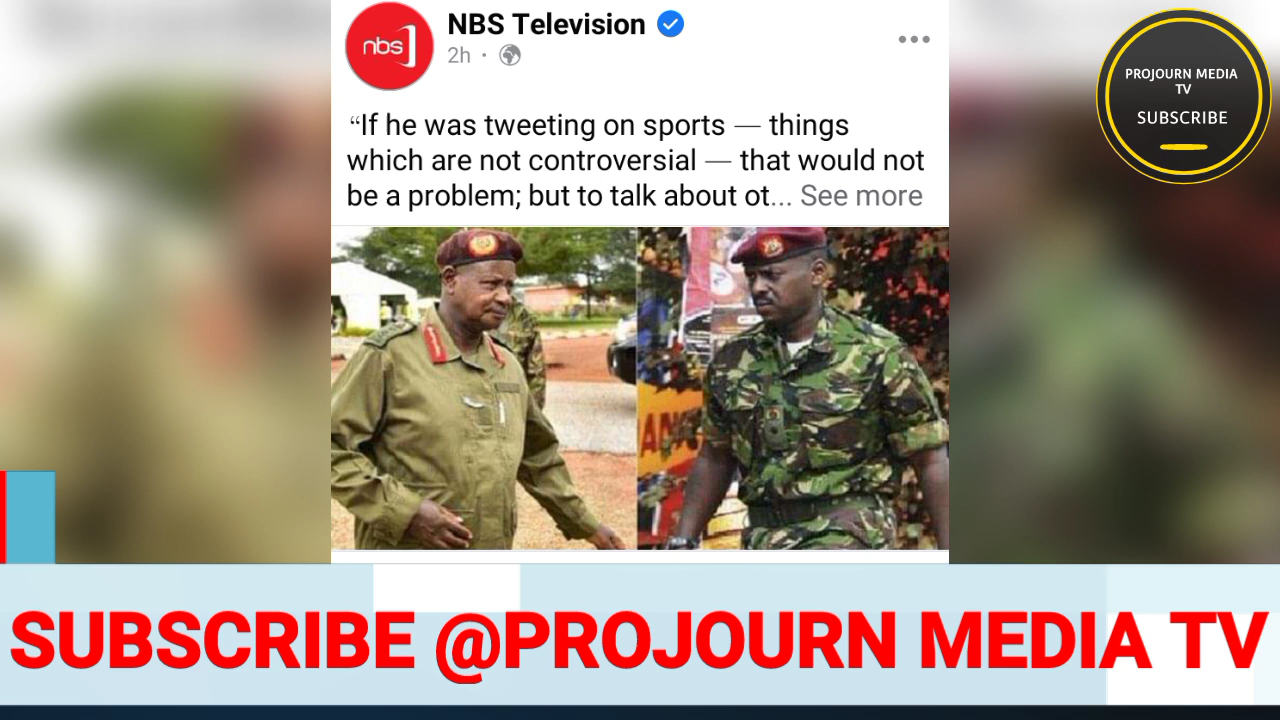 nbs
NBS Television
2h ·
“If he was tweeting on sports — things
which are not controversial — that would not
be a problem; but to talk about ot... See more
PROJOURN MEDIA
TV
SUBSCRIBE
SUBSCRIBE @PROJOURN MEDIA TV